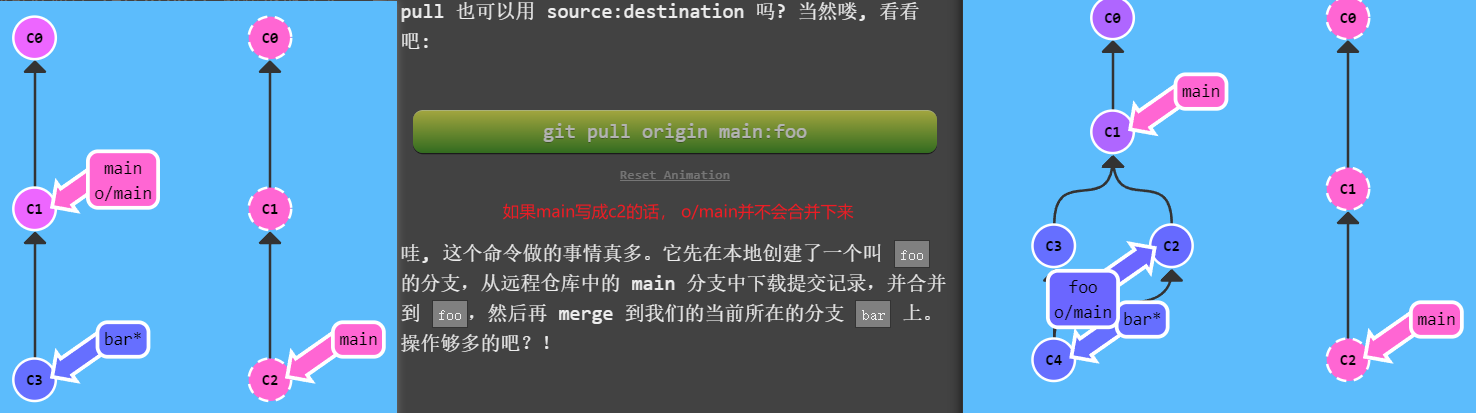 C0
C1
main
o/main
C3
bar*
C0
C1
C2
main
pull 也可以用 source:destination 吗? 当然喽, 看看
吧:
git pull origin main:foo
Reset Animation
如果main写成c2的话, o/main并不会合并下来
哇, 这个命令做的事情真多。它先在本地创建了一个叫 foo
的分支, 从远程仓库中的 main 分支中下载提交记录, 并合并
到 foo, 然后再 merge 到我们的当前所在的分支 bar 上。
操作够多的吧？!
C0
main
C1
C3
C2
foo
o/main
bar*
C4
C0
C1
main
C2